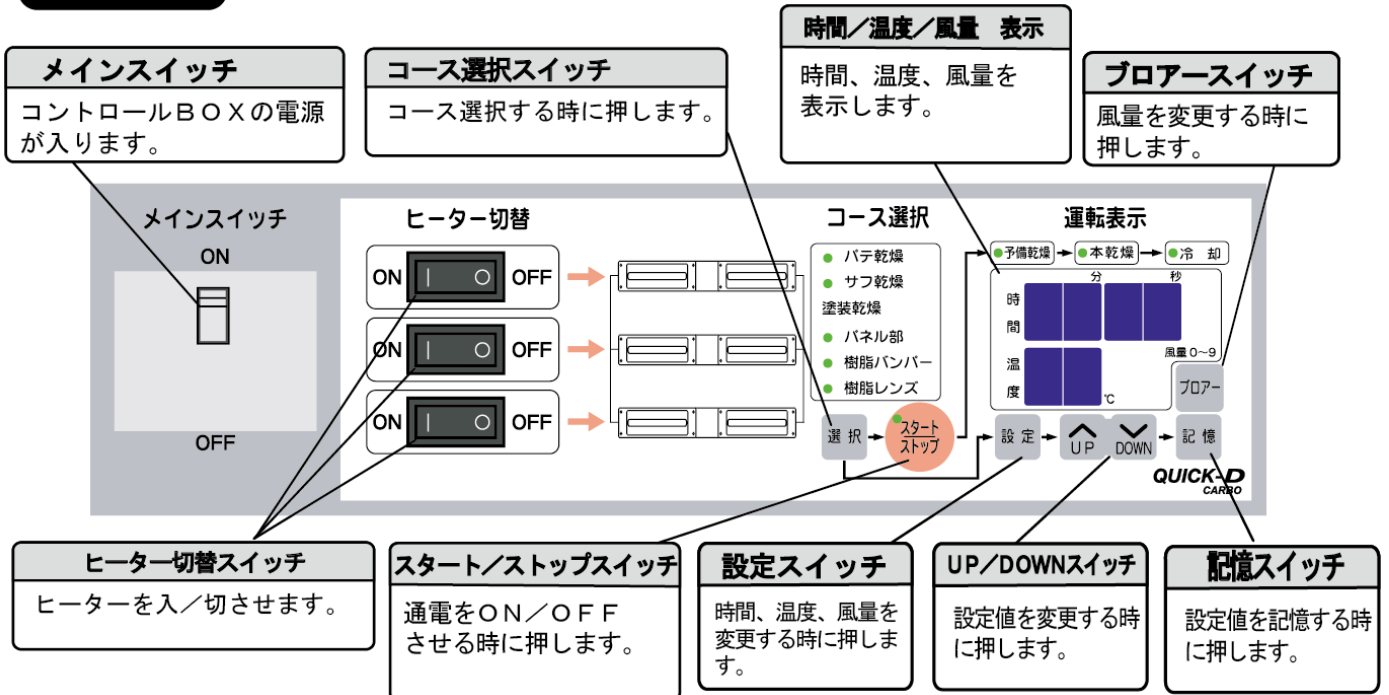 時間／温度／風量　表示
時間、温度、風量を
表示します。
メインスイッチ
コントロールＢＯＸの電源
が入ります。
コース選択スイッチ
コース選択する時に押します。
ブロアースイッチ
風量を変更する時に
押します。
メインスイッチ
ON
OFF
ヒーター切替
ON | ○ OFF
ON | ○ OFF
ON | ○ OFF
コース選択
パテ乾燥
サフ乾燥
塗装乾燥
パネル部
樹脂バンパー
樹脂レンズ
選択
スタート
ストップ
運転表示
予備乾燥
本乾燥
冷 却
分 秒
時
間
風量０～９
温
度
℃
ブロアー
設定
UP
DOWN
記憶
QUICK-D
CARBO
ヒーター切替スイッチ
ヒーターを入／切させます。
スタート／ストップスイッチ
通電をＯＮ／ＯＦＦ
させる時に押します。
設定スイッチ
時間、温度、風量を
変更する時に押しま
す。
UP／DOWNスイッチ
設定値を変更する時
に押します。
記憶スイッチ
設定値を記憶する時
に押します。